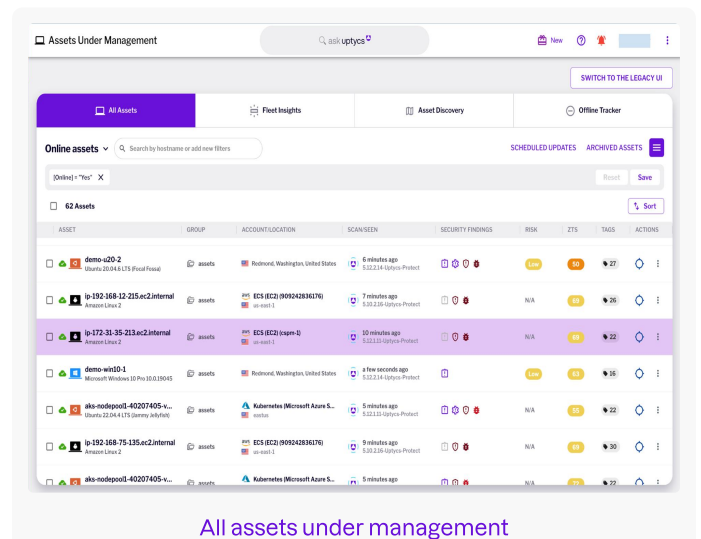 Assets Under Management
ask uptycs
New
SWITCH TO THE LEGACY UI
All Assets
Fleet Insights
Asset Discovery
Offline Tracker
Online assets
Search by hostname or add new filters
SCHEDULED UPDATES
ARCHIVED ASSETS
[Online] = "Yes" X
Reset
Save
62 Assets
Sort
ASSET GROUP ACCOUNT/LOCATION SCAN/SEEN SECURITY FINDINGS RISK ZTS TAGS ACTIONS
demo-u20-2 assets Redmond, Washington, United States 6 minutes ago Low 50 27
Ubuntu 20.04.6 LTS (Focal Fossa) 5.12.2.14-Uptycs-Protect
ip-192-168-12-215.ec2.internal assets aws ECS (EC2) (909242836176) 7 minutes ago N/A 69 26
Amazon Linux 2 us-east-1 5.10.2.16-Uptycs-Protect
ip-172-31-35-213.ec2.internal assets aws ECS (EC2) (cspm-1) 10 minutes ago N/A 22
Amazon Linux 2 us-east-1 5.12.1.11-Uptycs-Protect
demo-win10-1 assets Redmond, Washington, United States a few seconds ago Low 63 16
Microsoft Windows 10 Pro 10.0.19045 5.12.2.14-Uptycs-Protect
aks-nodepool1-40207405-v... assets Kubernetes (Microsoft Azure S... 5 minutes ago N/A 55 22
Ubuntu 22.04.4 LTS (Jammy Jellyfish) eastus 5.12.1.13-Uptycs-Protect
ip-192-168-75-135.ec2.internal assets aws ECS (EC2) (909242836176) 9 minutes ago N/A 69 30
Amazon Linux 2 us-east-1 5.10.2.16-Uptycs-Protect
aks-nodepool1-40207405-v... assets Kubernetes (Microsoft Azure S... 5 minutes ago N/A 22
All assets under management